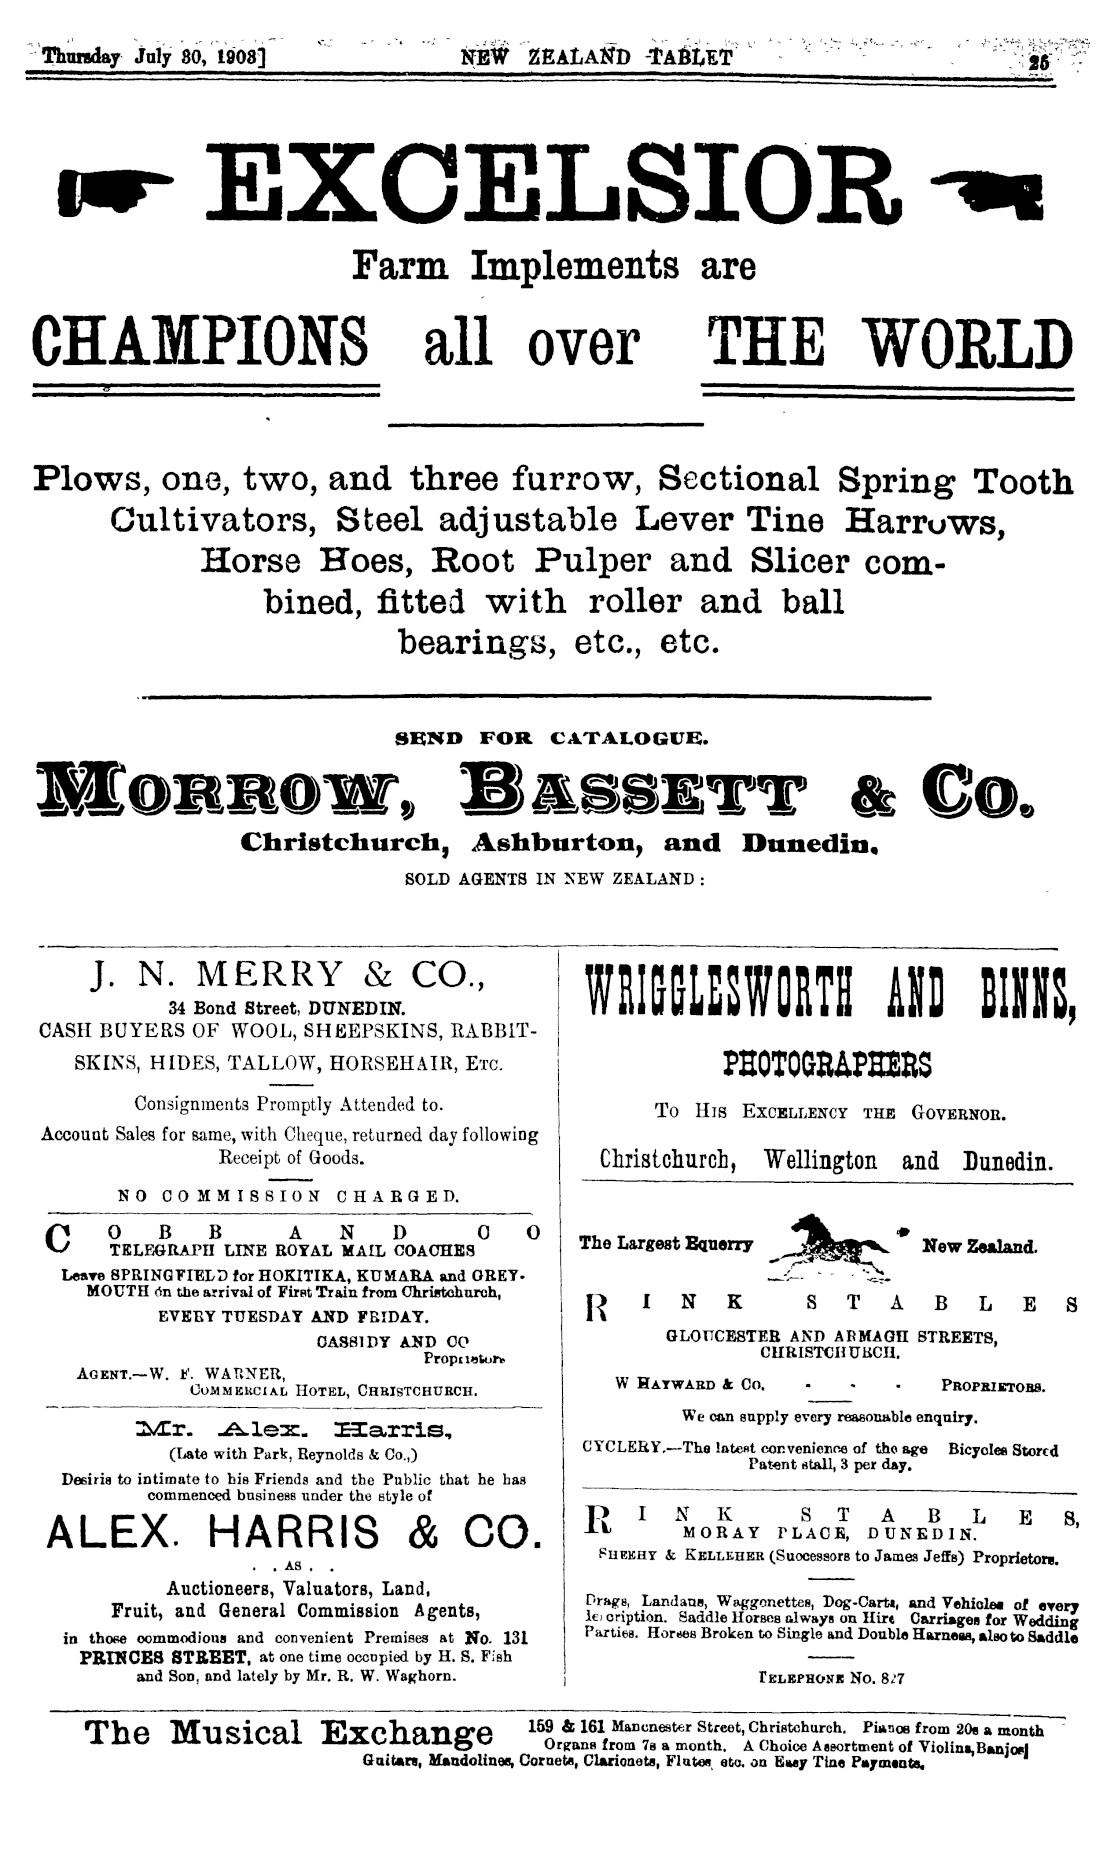 Thursday July 30, 1903] NEW ZEALAND TABLET 25
EXCELSIOR
Farm Implements are
CHAMPIONS all over THE WORLD
Plows, one, two, and three furrow, Sectional Spring Tooth
Cultivators, Steel adjustable Lever Tine Harrows,
Horse Hoes, Root Pulper and Slicer com-
bined, fitted with roller and ball
bearings, etc., etc.
SEND FOR CATALOGUE.
MORROW, BASSETT & CO.
Christchurch, Ashburton, and Dunedin.
SOLD AGENTS IN NEW ZEALAND:
J. N. MERRY & CO.,
34 Bond Street, DUNEDIN.
CASH BUYERS OF WOOL, SHEEPSKINS, RABBIT-
SKINS, HIDES, TALLOW, HORSEHAIR, ETC.
Consignments Promptly Attended to.
Account Sales for same, with Cheque, returned day following
Receipt of Goods.
NO COMMISSION CHARGED.
COBB AND CO
TELEGRAPH LINE ROYAL MAIL COACHES
Leave SPRINGFIELD for HOKITIKA, KUMARA and GREY-
MOUTH on the arrival of First Train from Christchurch,
EVERY TUESDAY AND FRIDAY.
CASSIDY AND CO
Proprietors
AGENT.—W. F. WARNER,
COMMERCIAL HOTEL, CHRISTCHURCH.
Mr. Alex. Harris,
(Late with Park, Reynolds & Co.,)
Desiris to intimate to his Friends and the Public that he has
commenced business under the style of
ALEX. HARRIS & CO.
. . AS . .
Auctioneers, Valuators, Land,
Fruit, and General Commission Agents,
in those commodious and convenient Premises at No. 131
PRINCES STREET, at one time occupied by H. S. Fish
and Son, and lately by Mr. R. W. Waghorn.
WRIGGLESWORTH AND BINNS,
PHOTOGRAPHERS
TO HIS EXCELLENCY THE GOVERNOR.
Christchurch, Wellington and Dunedin.
The Largest Equerry New Zealand.
RINK STABLES
GLOUCESTER AND ARMAGH STREETS,
CHRISTCHURCH.
W HAYWARD & CO. - - - PROPRIETORS.
We can supply every reasonable enquiry.
CYCLERY.—The latest convenience of the age Bicycles Stored
Patent stall, 3 per day.
RINK STABLES,
MORAY PLACE, DUNEDIN.
SHEEHY & KELLEHER (Successors to James Jeffs) Proprietors.
Drags, Landaus, Waggonettes, Dog-Carts, and Vehicles of every
description. Saddle Horses always on Hire Carriages for Wedding
Parties. Horses Broken to Single and Double Harness, also to Saddle
TELEPHONE No. 827
The Musical Exchange 159 & 161 Manchester Street, Christchurch. Pianos from 20s a month
Organs from 7s a month. A Choice Assortment of Violins, Banjos
Guitars, Mandolines, Cornets, Clarionets, Flutes, etc. on Easy Time Payments.